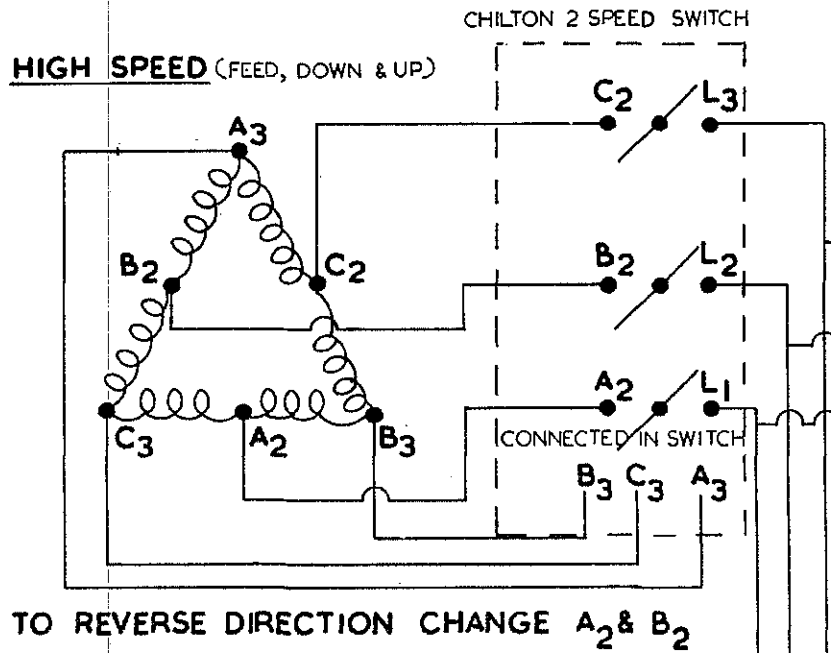 CHILTON 2 SPEED SWITCH
HIGH SPEED (FEED, DOWN & UP)
C2 L3
A3
B2 C2
B2 L2
A2 L1
C3 A2 B3
CONNECTED IN SWITCH
B3 C3 A3
TO REVERSE DIRECTION CHANGE A2 & B2